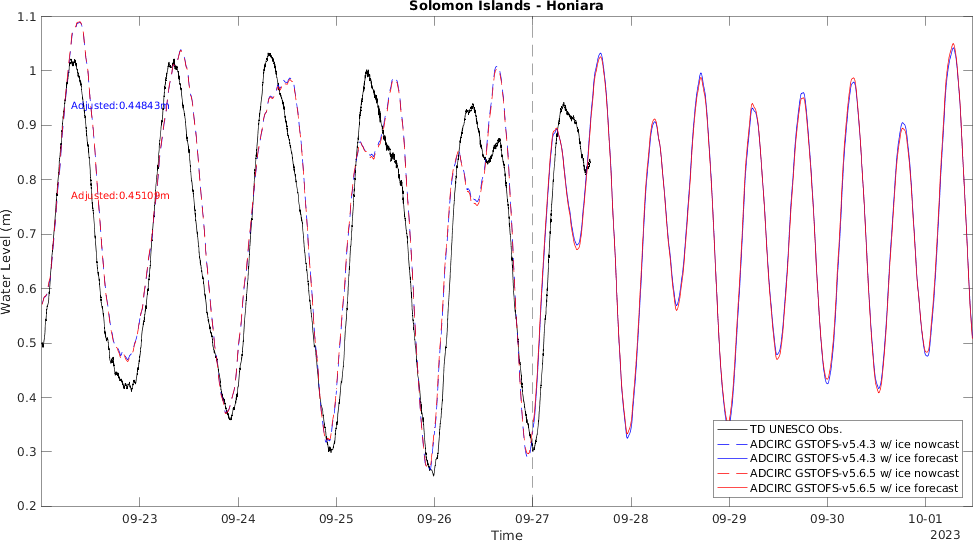 Solomon Islands - Honiara
1.1
1
0.9
0.8
0.7
0.6
0.5
0.4
0.3
0.2
Water Level (m)
Adjusted:0.44843m
Adjusted:0.45109m
TD UNESCO Obs.
ADCIRC GSTOFS-v5.4.3 w/ ice nowcast
ADCIRC GSTOFS-v5.4.3 w/ ice forecast
ADCIRC GSTOFS-v5.6.5 w/ ice nowcast
ADCIRC GSTOFS-v5.6.5 w/ ice forecast
09-23 09-24 09-25 09-26 09-27 09-28 09-29 09-30 10-01
Time 2023